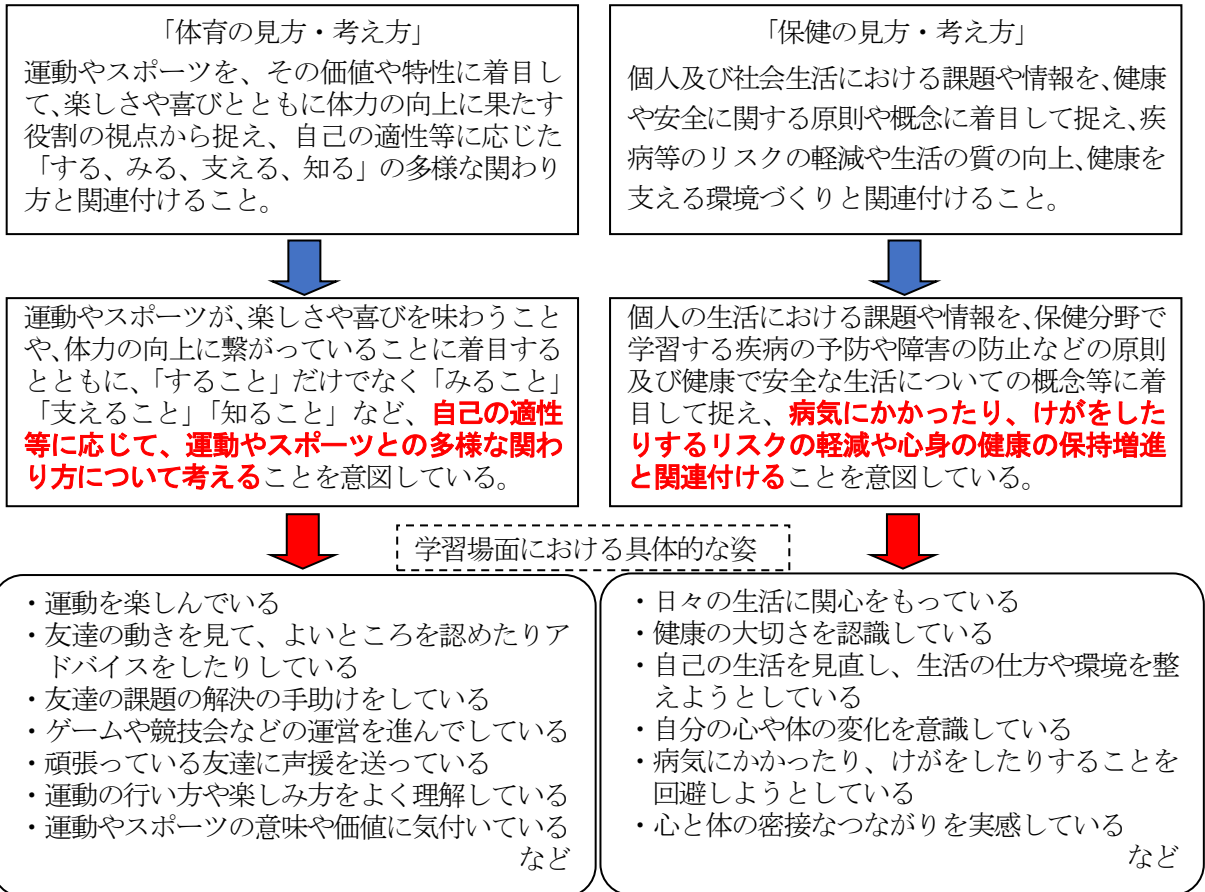 「体育の見方・考え方」
運動やスポーツを、その価値や特性に着目し
て、楽しさや喜びとともに体力の向上に果たす
役割の視点から捉え、自己の適性等に応じた
「する、みる、支える、知る」の多様な関わり
方と関連付けること。
「保健の見方・考え方」
個人及び社会生活における課題や情報を、健康
や安全に関する原則や概念に着目して捉え、疾
病等のリスクの軽減や生活の質の向上、健康を
支える環境づくりと関連付けること。
運動やスポーツが、楽しさや喜びを味わうこと
や、体力の向上に繋がっていることに着目する
とともに、「すること」だけでなく「みること」
「支えること」「知ること」など、自己の適性
等に応じて、運動やスポーツとの多様な関わ
り方について考えることを意図している。
個人の生活における課題や情報を、保健分野で
学習する疾病の予防や障害の防止などの原則
及び健康で安全な生活についての概念等に着
目して捉え、病気にかかったり、けがをした
りするリスクの軽減や心身の健康の保持増進
と関連付けることを意図している。
学習場面における具体的な姿
・運動を楽しんでいる
・友達の動きを見て、よいところを認めたりア
ドバイスをしたりしている
・友達の課題の解決の手助けをしている
・ゲームや競技会などの運営を進んでしている
・頑張っている友達に声援を送っている
・運動の行い方や楽しみ方をよく理解している
・運動やスポーツの意味や価値に気付いている
など
・日々の生活に関心をもっている
・健康の大切さを認識している
・自己の生活を見直し、生活の仕方や環境を整
えようとしている
・自分の心や体の変化を意識している
・病気にかかったり、けがをしたりすることを
回避しようとしている
・心と体の密接なつながりを実感している
など